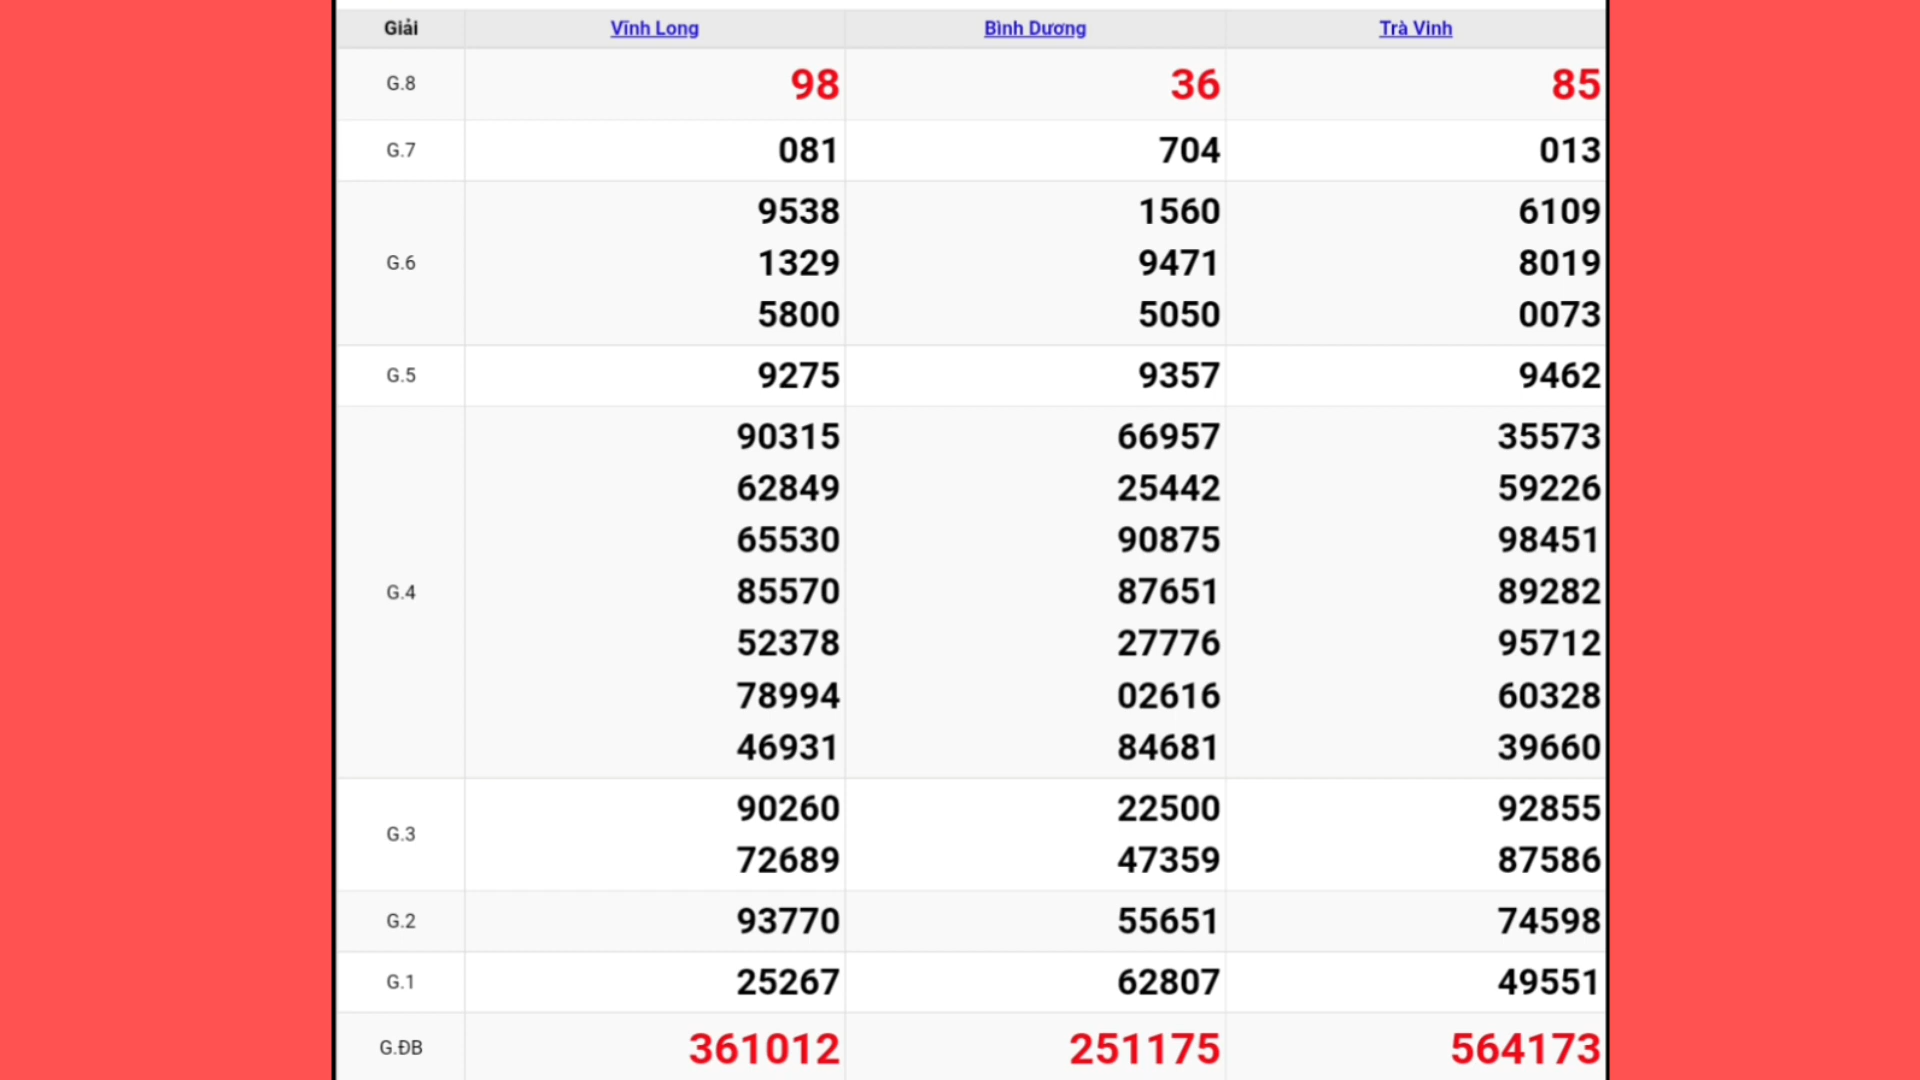 Giải Vĩnh Long Bình Dương Trà Vinh
G.8 98 36 85
G.7 081 704 013
9538 1560 6109
G.6 1329 9471 8019
5800 5050 0073
G.5 9275 9357 9462
90315 66957 35573
62849 25442 59226
65530 90875 98451
G.4 85570 87651 89282
52378 27776 95712
78994 02616 60328
46931 84681 39660
G.3 90260 22500 92855
72689 47359 87586
G.2 93770 55651 74598
G.1 25267 62807 49551
G.ĐB 361012 251175 564173